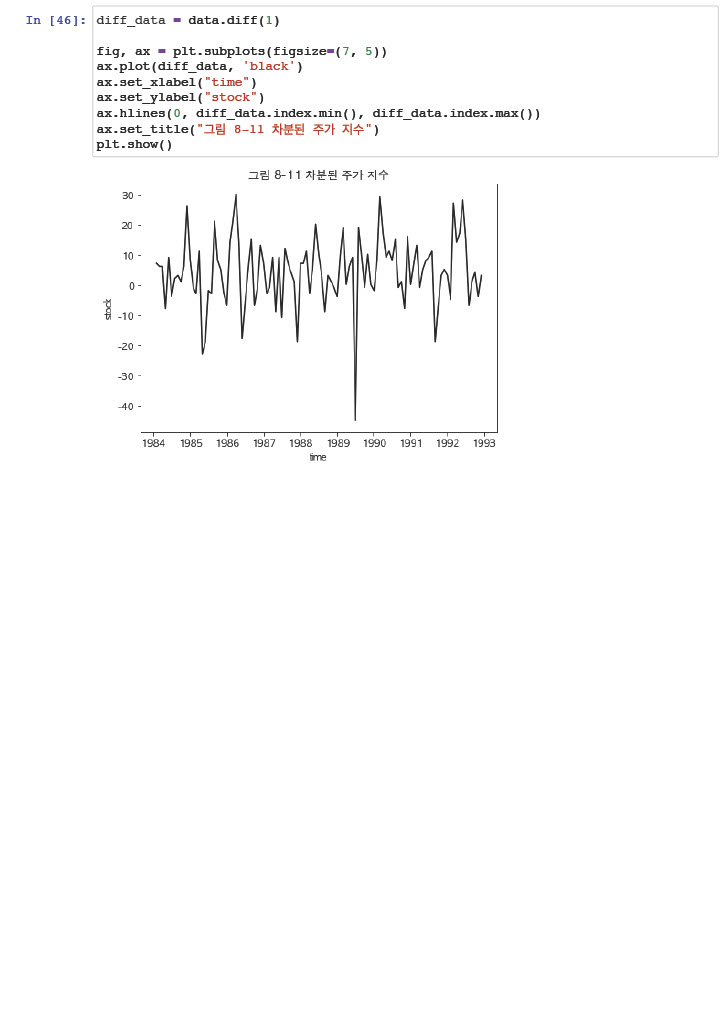 In [46]: diff_data = data.diff(1)
fig, ax = plt.subplots(figsize=(7, 5))
ax.plot(diff_data, 'black')
ax.set_xlabel("time")
ax.set_ylabel("stock")
ax.hlines(0, diff_data.index.min(), diff_data.index.max())
ax.set_title("그림 8-11 차분된 주가 지수")
plt.show()
그림 8-11 차분된 주가 지수
30
20
10
0
-10
-20
-30
-40
stock
1984 1985 1986 1987 1988 1989 1990 1991 1992 1993
time